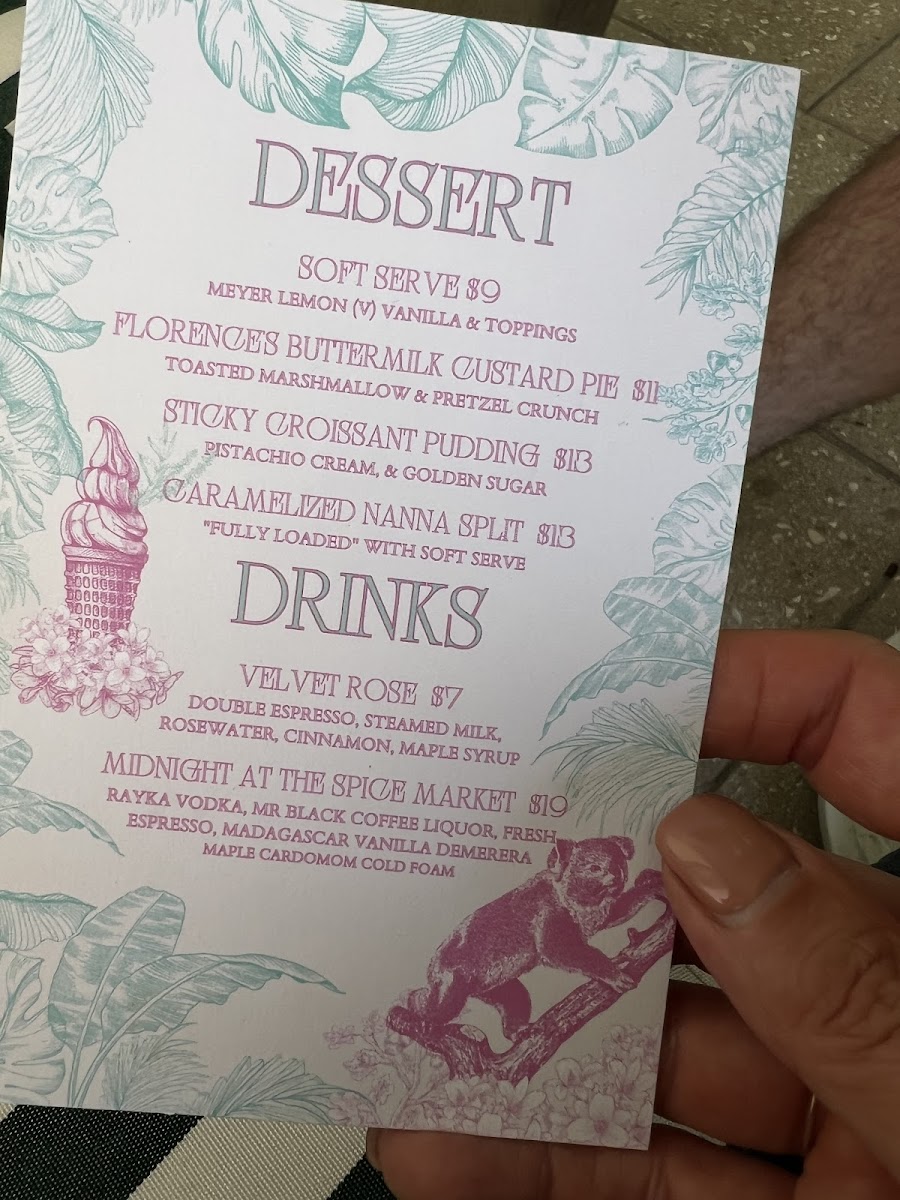 DESSERT
SOFT SERVE $9
MEYER LEMON (V) VANILLA & TOPPINGS
FLORENCE'S BUTTERMILK CUSTARD PIE $11
TOASTED MARSHMALLOW & PRETZEL CRUNCH
STICKY CROISSANT PUDDING $13
PISTACHIO CREAM, & GOLDEN SUGAR
CARAMELIZED NANNA SPLIT $13
"FULLY LOADED" WITH SOFT SERVE
DRINKS
VELVET ROSE $7
DOUBLE ESPRESSO, STEAMED MILK,
ROSEWATER, CINNAMON, MAPLE SYRUP
MIDNIGHT AT THE SPICE MARKET $19
RAYKA VODKA, MR BLACK COFFEE LIQUOR, FRESH
ESPRESSO, MADAGASCAR VANILLA DEMERERA
MAPLE CARDOMOM COLD FOAM